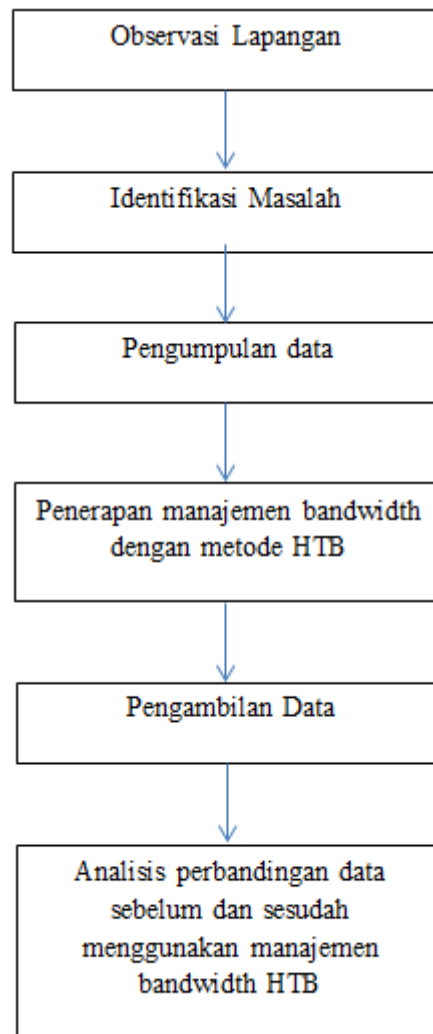 Observasi Lapangan
Identifikasi Masalah
Pengumpulan data
Penerapan manajemen bandwidth
dengan metode HTB
Pengambilan Data
Analisis perbandingan data
sebelum dan sesudah
menggunakan manajemen
bandwidth HTB